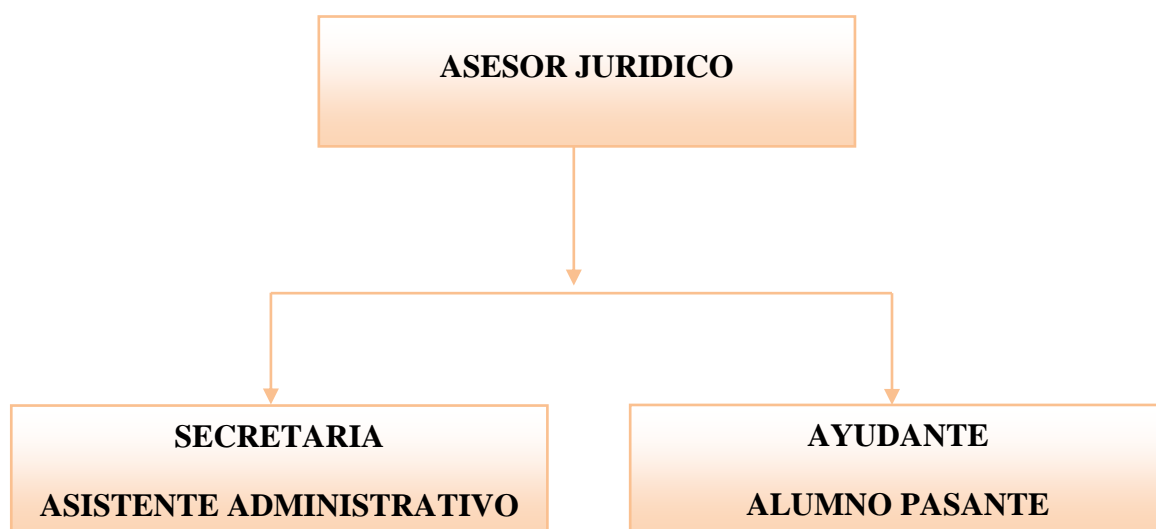 ASESOR JURIDICO
SECRETARIA
ASISTENTE ADMINISTRATIVO
AYUDANTE
ALUMNO PASANTE